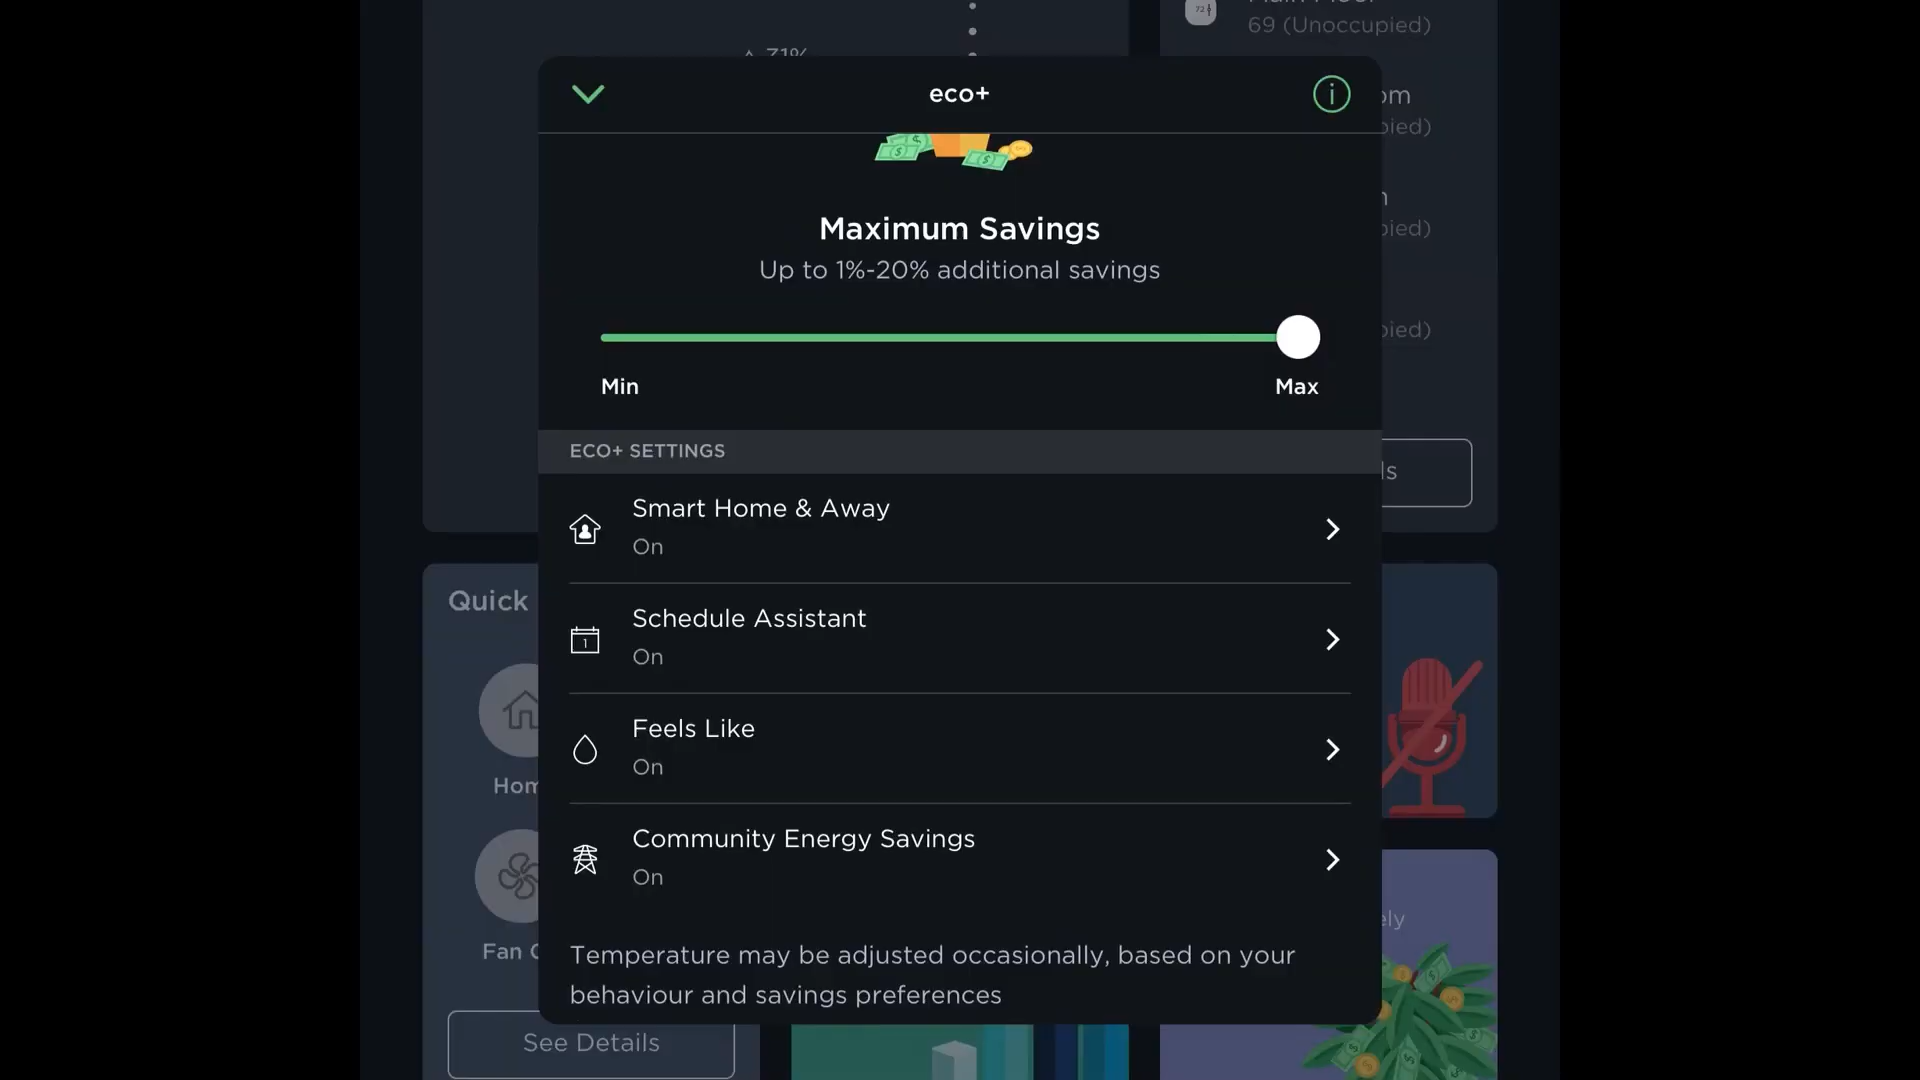 71%
69 (Unoccupied)
eco+
Maximum Savings
Up to 1%-20% additional savings
Min
Max
ECO+ SETTINGS
Smart Home & Away
On
Schedule Assistant
On
Feels Like
On
Community Energy Savings
On
Temperature may be adjusted occasionally, based on your
behaviour and savings preferences
Quick
Fan
See Details